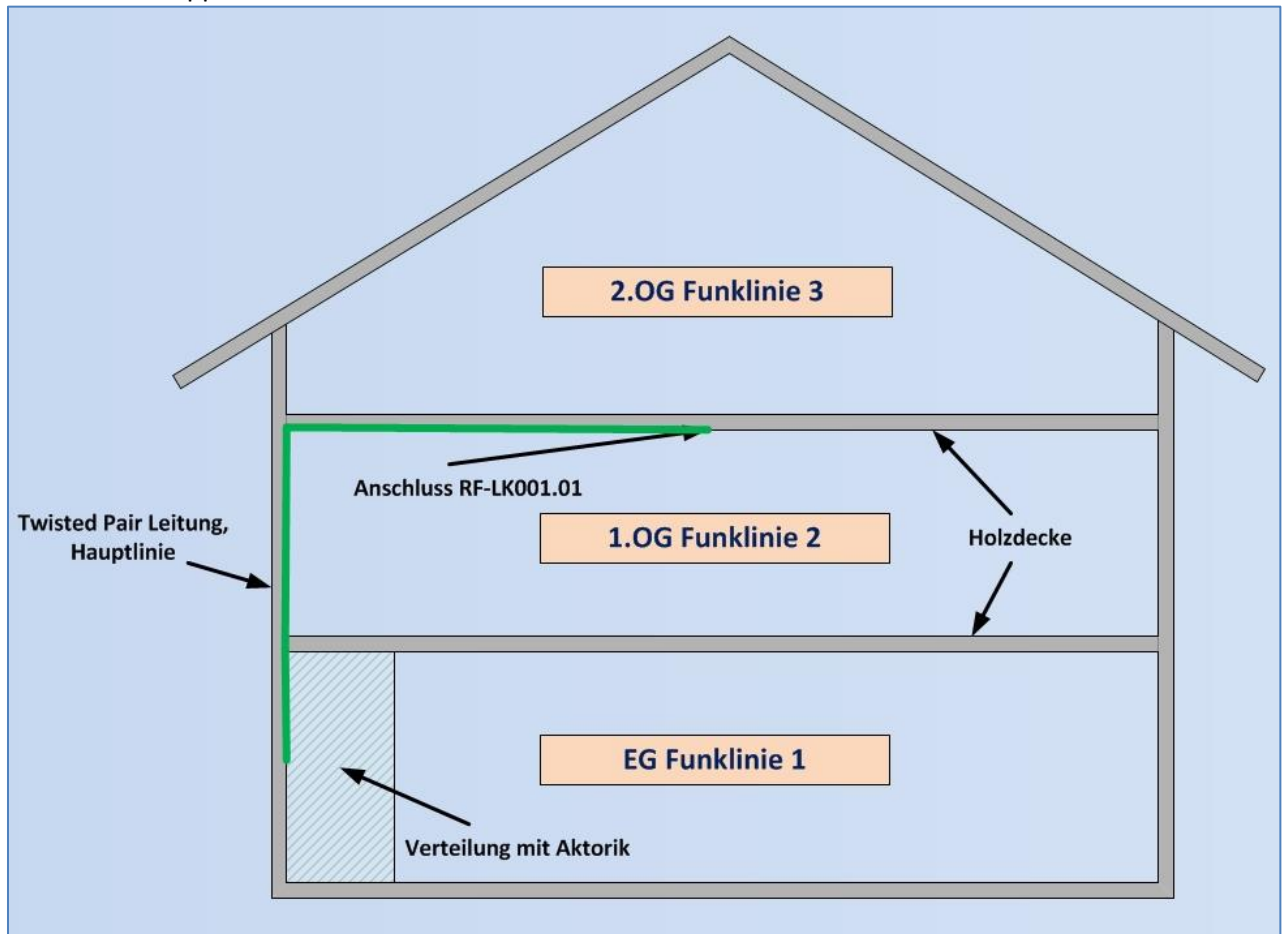 2.OG Funklinie 3
Anschluss RF-LK001.01
Twisted Pair Leitung,
Hauptlinie
1.OG Funklinie 2
Holzdecke
EG Funklinie 1
Verteilung mit Aktorik